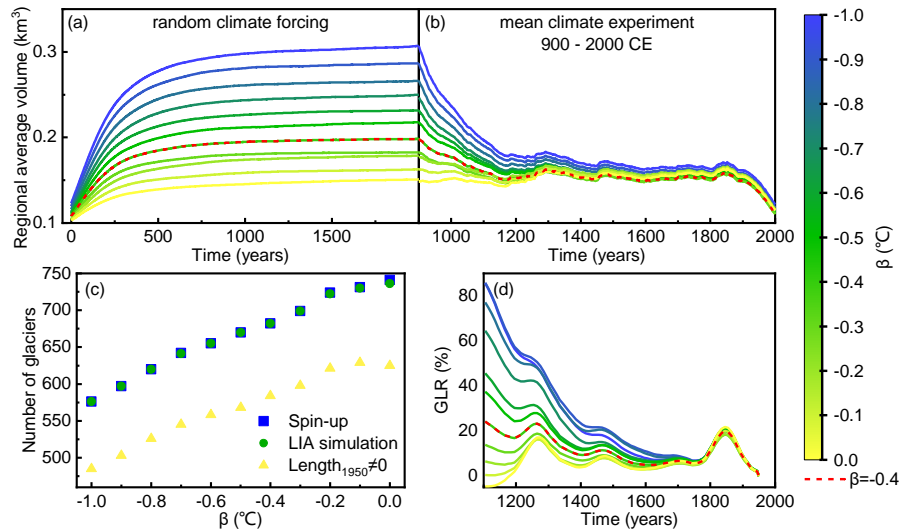 (a)
random climate forcing
(b)
mean climate experiment
900 - 2000 CE
Regional average volume (km³)
0.3
0.2
0.1
0
500
1000
1500
Time (years)
1000
1200
1400
1600
1800
2000
Time (years)
(c)
Number of glaciers
750
725
700
675
650
625
600
575
550
525
500
Spin-up
LIA simulation
Length₁₉₅₀≠0
-1.0
-0.8
-0.6
-0.4
-0.2
0.0
β (℃)
(d)
GLR (%)
80
60
40
20
0
1200
1400
1600
1800
2000
Time (years)
-1.0
-0.9
-0.8
-0.7
-0.6
-0.5
-0.4
-0.3
-0.2
-0.1
0.0
β (℃)
β=-0.4